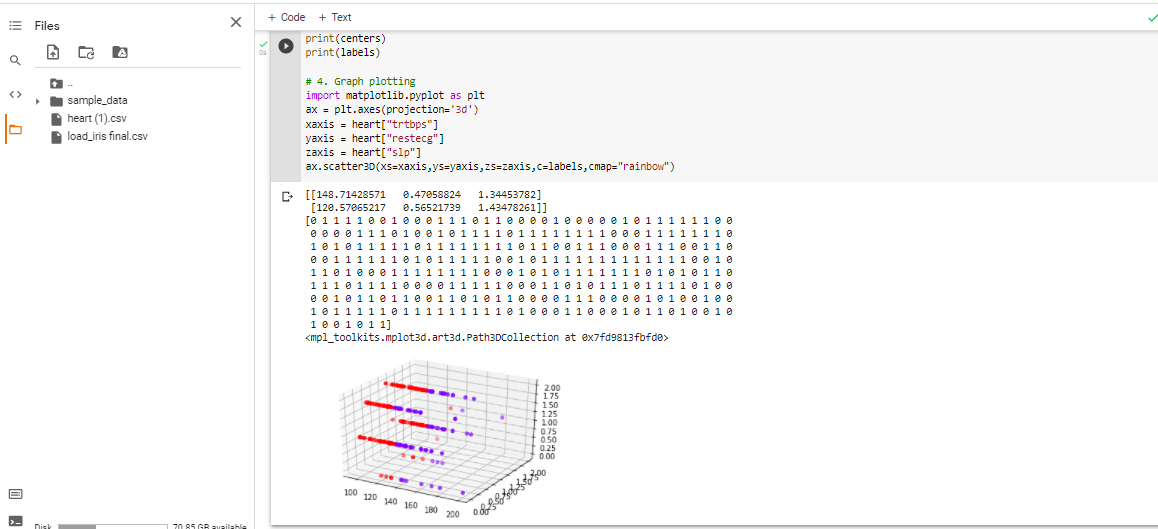 Files
+ Code + Text
..
sample_data
heart (1).csv
load_iris final.csv
0s
print(centers)
print(labels)
# 4. Graph plotting
import matplotlib.pyplot as plt
ax = plt.axes(projection='3d')
xaxis = heart["trtbps"]
yaxis = heart["restecg"]
zaxis = heart["slp"]
ax.scatter3D(xs=xaxis,ys=yaxis,zs=zaxis,c=labels,cmap="rainbow")
[[148.71428571 0.47058824 1.34453782]
[120.57065217 0.56521739 1.43478261]]
[0 1 1 1 1 0 0 1 0 0 0 1 1 1 0 1 1 0 0 0 0 1 0 0 0 0 0 1 0 1 1 1 1 1 1 0 0
0 0 0 0 1 1 1 0 1 0 0 1 0 1 1 1 1 0 1 1 1 1 1 1 1 0 0 0 1 1 1 1 1 1 1 0
1 0 1 0 1 1 1 1 1 0 1 1 1 1 1 1 1 1 0 1 1 0 0 1 1 1 1 0 0 0 1 1 1 0 0 1 1 0
0 0 1 1 1 1 1 1 0 1 0 1 1 1 1 0 0 1 1 1 0 1 1 1 1 1 1 1 1 1 1 1 1 0 0 1 0
1 1 0 1 0 0 0 1 1 1 1 1 1 1 1 0 0 0 1 0 1 0 1 1 1 1 1 1 1 0 1 0 1 0 1 1 0
1 1 1 0 1 1 1 1 0 0 0 0 1 1 1 1 1 0 0 0 1 1 0 1 0 1 1 1 0 1 1 1 1 0 1 0 0
0 0 1 0 1 1 0 1 1 0 0 1 1 0 1 0 1 1 0 0 0 0 1 1 1 0 0 0 0 1 0 1 0 0 1 0 0
1 0 1 1 1 1 1 0 1 0 1 1 1 1 1 1 1 1 0 1 0 0 0 0 1 1 0 0 0 1 0 1 1 0 1 0 0 1 0
1 0 0 1 0 1 1]
<mpl_toolkits.mplot3d.art3d.Path3DCollection at 0x7fd9813fbfd0>
2.00
1.75
1.50
1.25
1.00
0.75
0.50
0.25
0.00
100 120 140 160 180 200
0.00 0.25 0.50 0.75 1.00 1.25 1.50 1.75 2.00
Disk 70.85 GB available